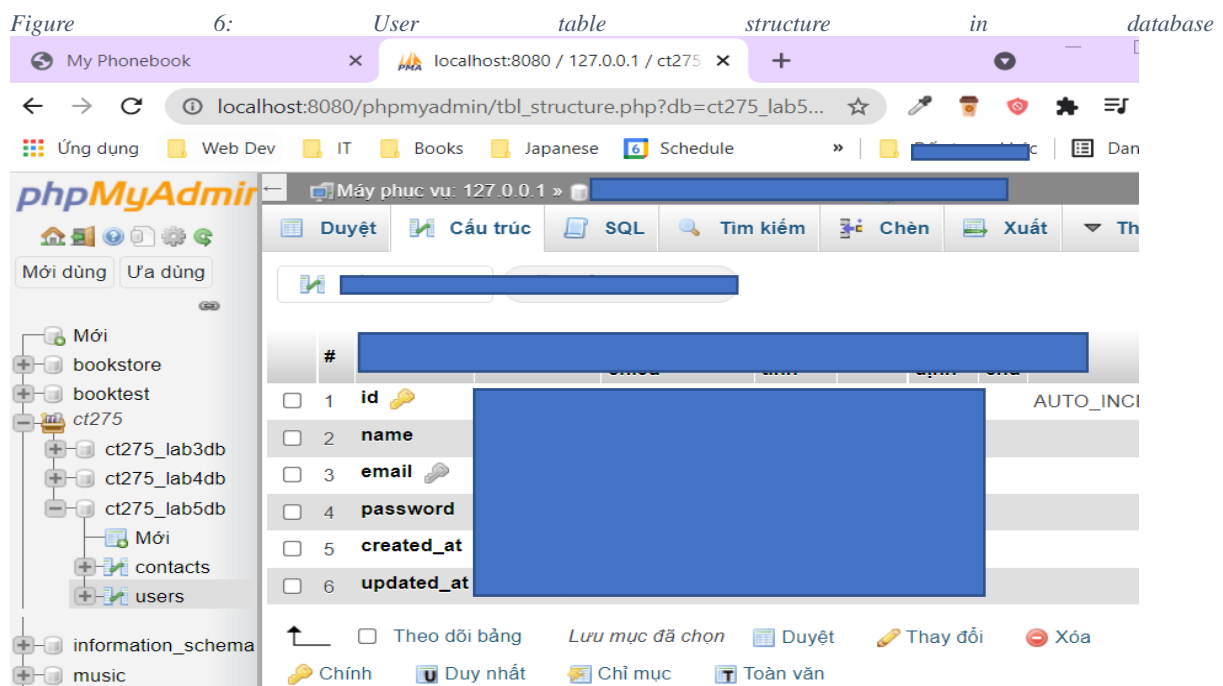 Figure 6: User table structure in database
My Phonebook
PMA localhost:8080 / 127.0.0.1 / ct275
localhost:8080/phpmyadmin/tbl_structure.php?db=ct275_lab5...
Ứng dụng Web Dev IT Books Japanese 6 Schedule » Dan
phpMyAdmin
Máy phục vụ: 127.0.0.1 »
Duyệt Cấu trúc SQL Tìm kiếm Chèn Xuất Th
Mới dùng Ưa dùng
Mới
bookstore
booktest
ct275
ct275_lab3db
ct275_lab4db
ct275_lab5db
Mới
contacts
users
information_schema
music
#
1 id AUTO_INC
2 name
3 email
4 password
5 created_at
6 updated_at
Theo dõi bảng Lưu mục đã chọn Duyệt Thay đổi Xóa
Chính U Duy nhất Chỉ mục T Toàn văn